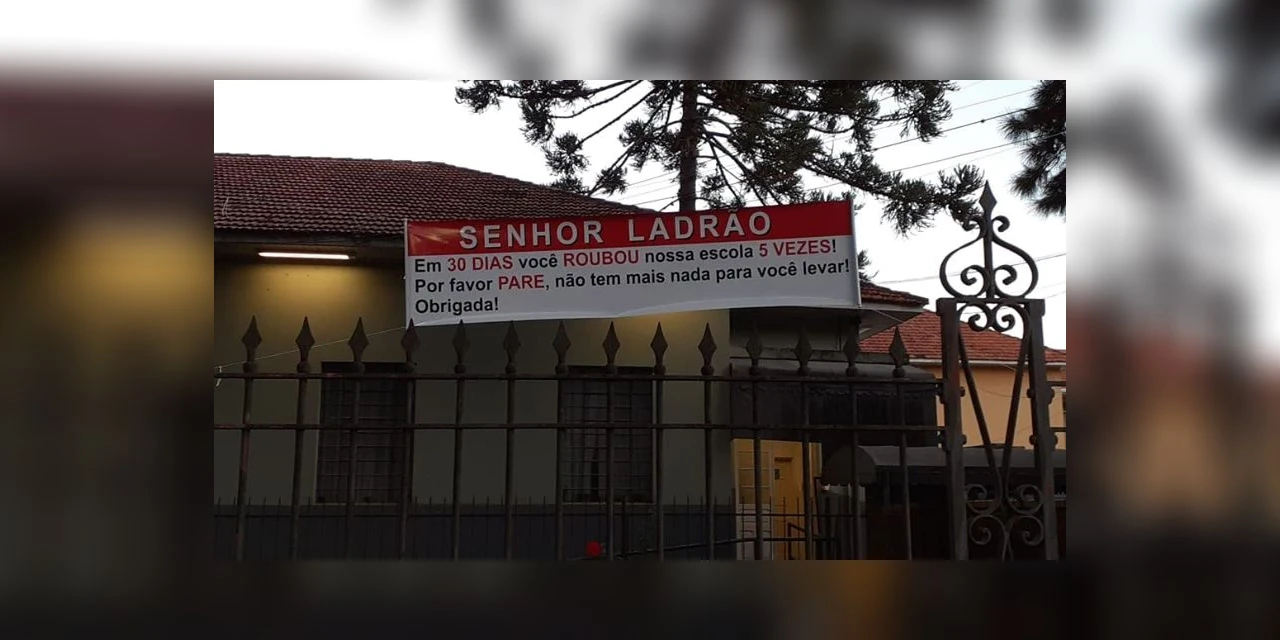 SENHOR LADRÃO
Em 30 DIAS você ROUBOU nossa escola 5 VEZES!
Por favor PARE, não tem mais nada para você levar!
Obrigada!